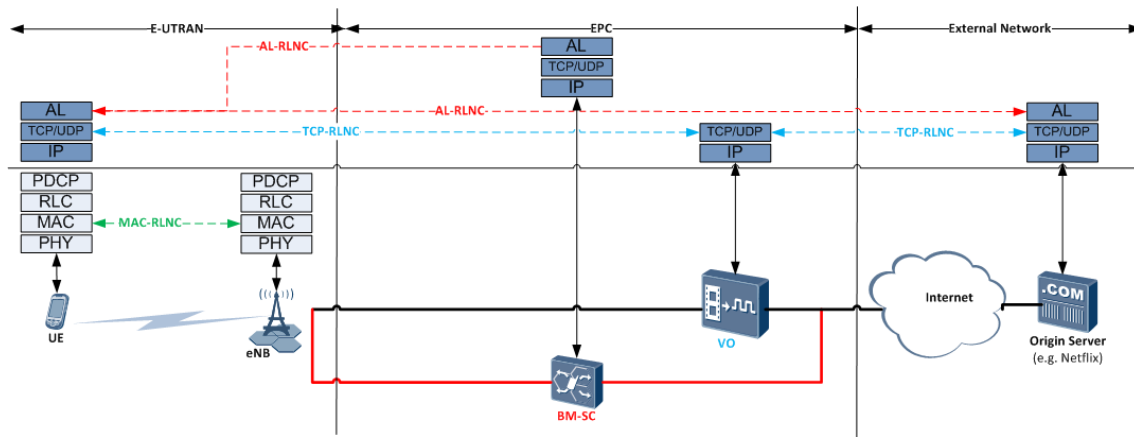 E-UTRAN EPC External Network
AL-RLNC
AL
TCP/UDP
IP
AL
TCP/UDP
IP
AL-RLNC
TCP-RLNC
TCP/UDP
IP
TCP-RLNC
AL
TCP/UDP
IP
PDCP
RLC
MAC
PHY
MAC-RLNC
PDCP
RLC
MAC
PHY
UE
eNB
VO
BM-SC
Internet
.COM
Origin Server
(e.g. Netflix)